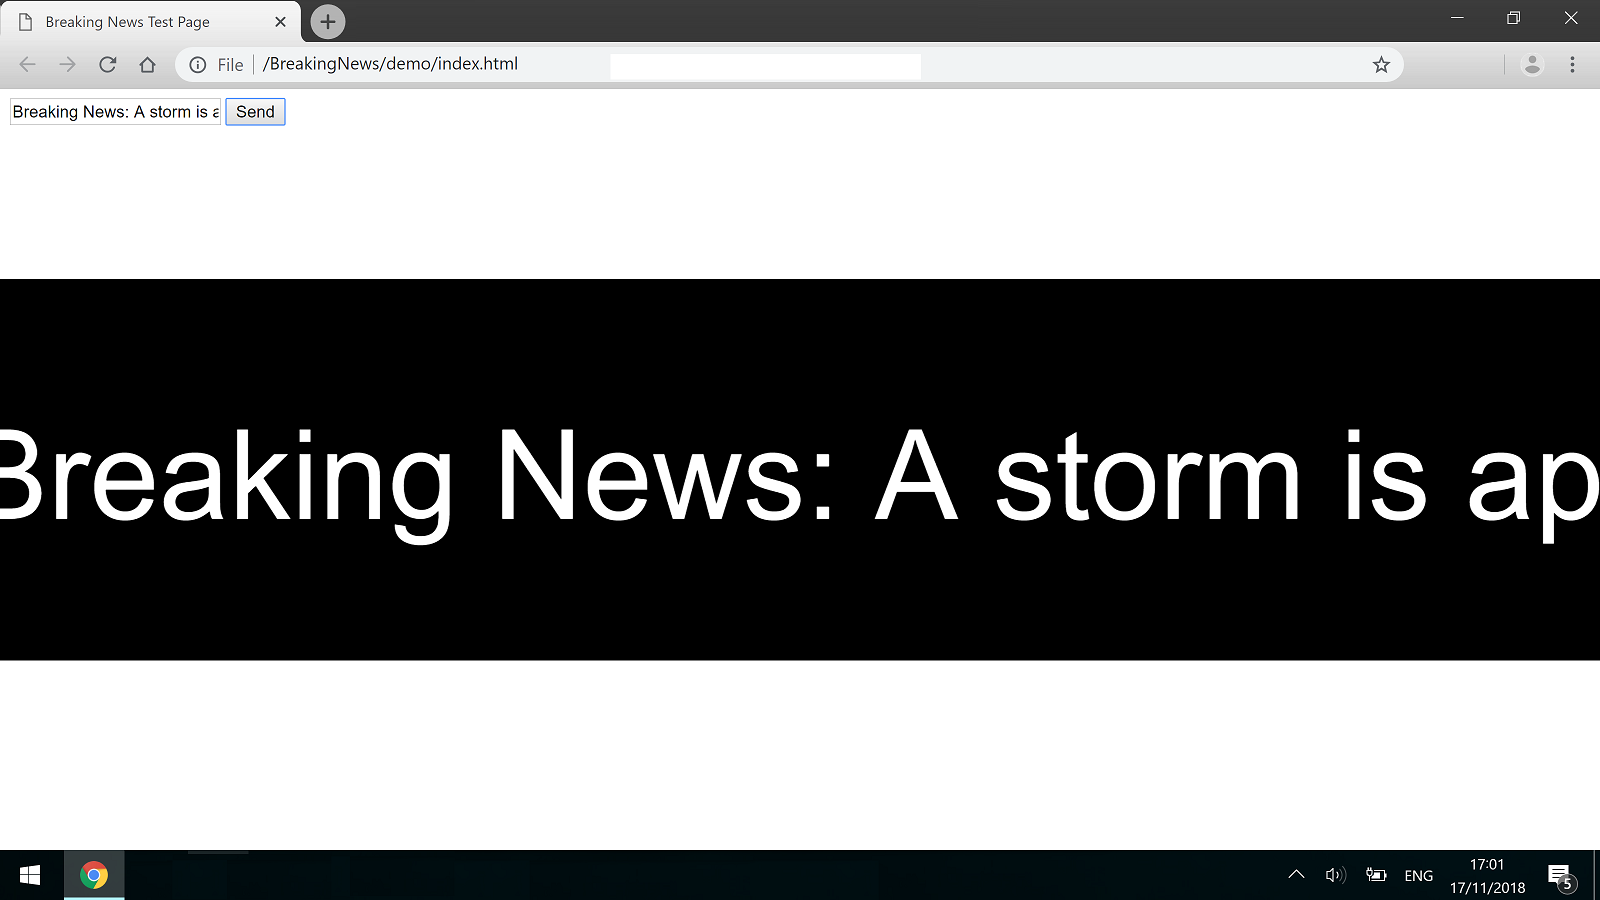 Breaking News Test Page
File /BreakingNews/demo/index.html
Breaking News: A storm is a
Send
Breaking News: A storm is ap
ENG
17:01
17/11/2018
5